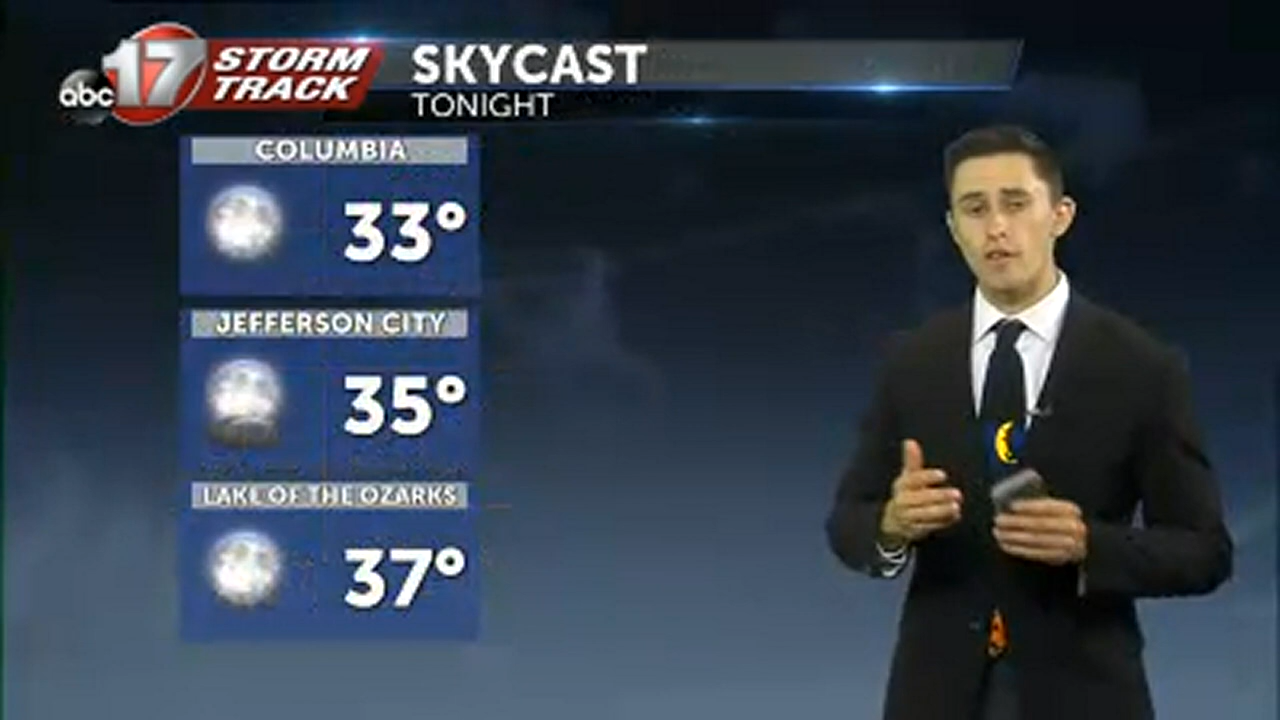 abc 17 STORM TRACK
SKYCAST
TONIGHT
COLUMBIA
33°
JEFFERSON CITY
35°
LAKE OF THE OZARKS
37°